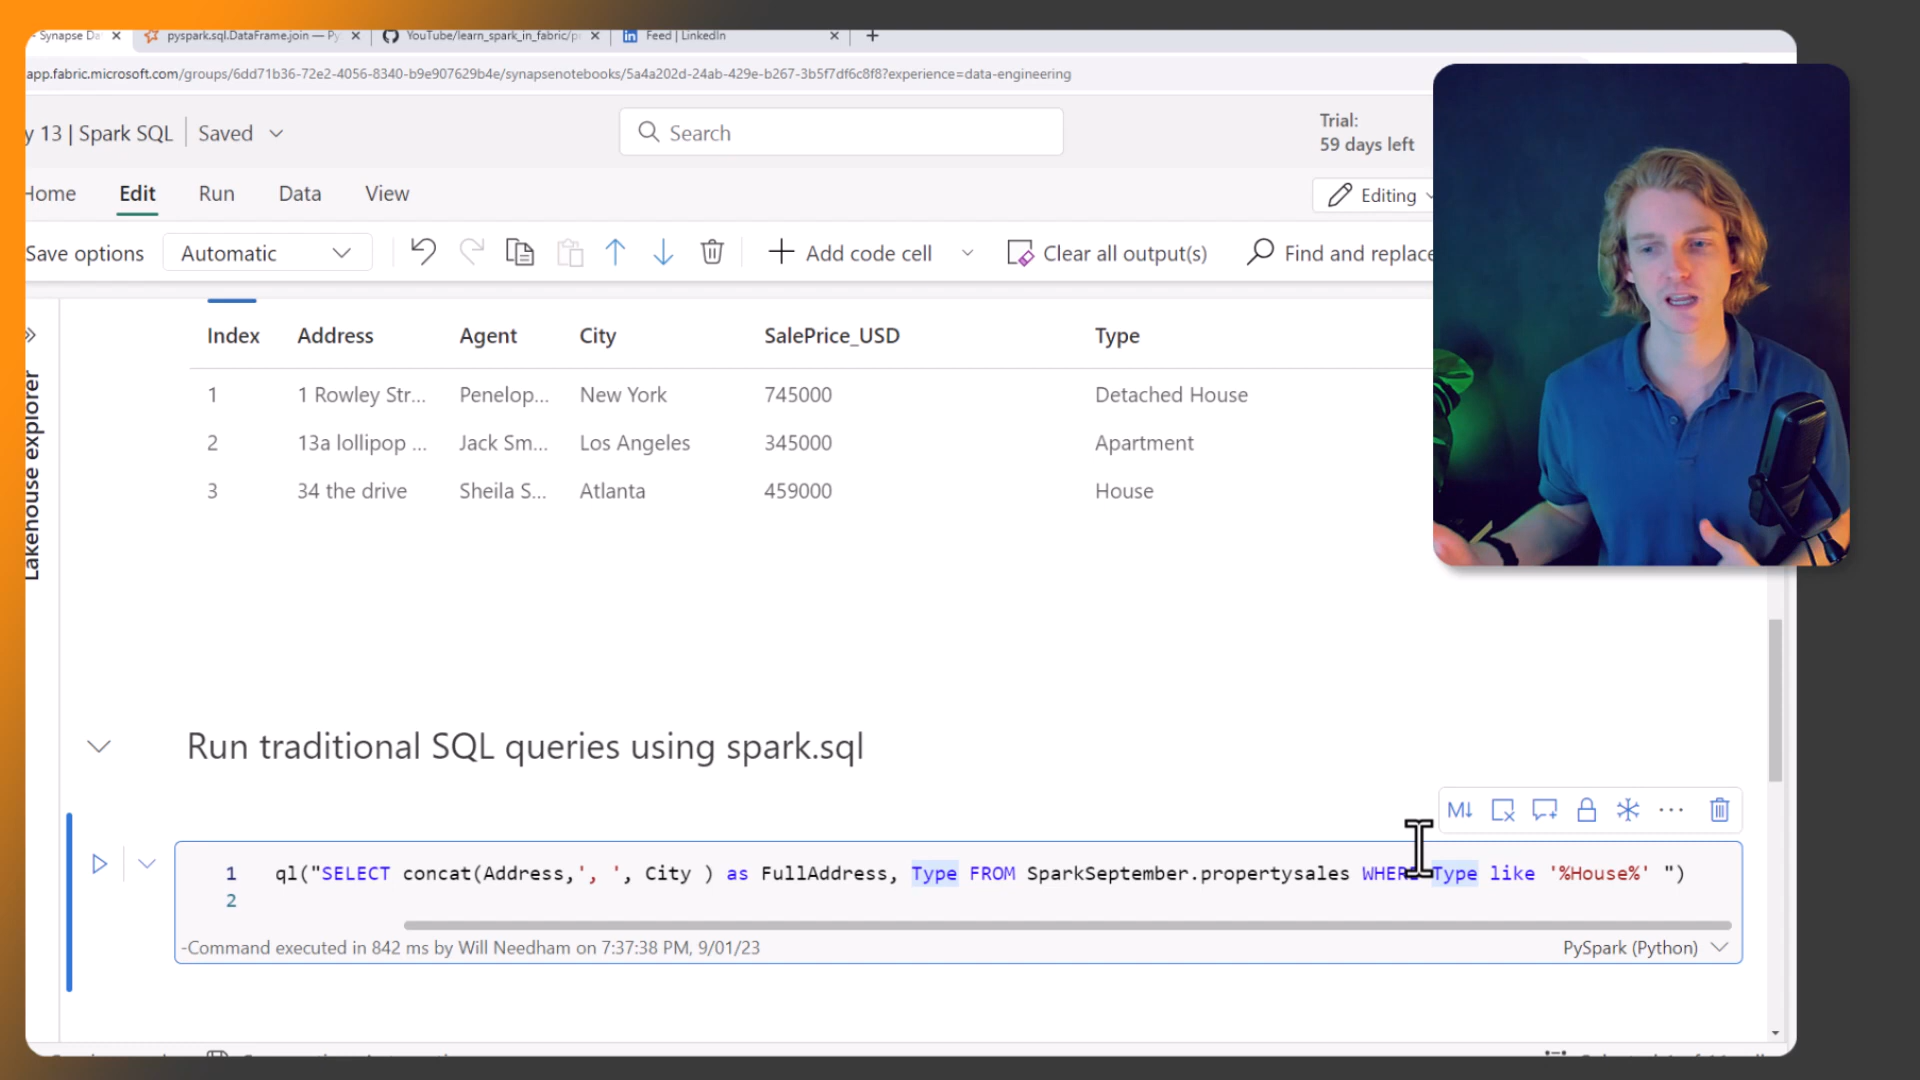 Synapse Da
pyspark.sql.DataFrame.join — Py
YouTube/learn_spark_in_fabric/p
Feed | LinkedIn
app.fabric.microsoft.com/groups/6dd71b36-72e2-4056-8340-b9e907629b4e/synapsenotebooks/5a4a202d-24ab-429e-b267-3b5f7df6c8f8?experience=data-engineering
y 13 | Spark SQL
Saved
Search
Trial:
59 days left
Home
Edit
Run
Data
View
Editing
Save options
Automatic
Add code cell
Clear all output(s)
Find and replace
Lakehouse explorer
Index Address Agent City SalePrice_USD Type
1 1 Rowley Str... Penelop... New York 745000 Detached House
2 13a lollipop ... Jack Sm... Los Angeles 345000 Apartment
3 34 the drive Sheila S... Atlanta 459000 House
Run traditional SQL queries using spark.sql
M↓
1 ql("SELECT concat(Address,', ', City ) as FullAddress, Type FROM SparkSeptember.propertysales WHERE Type like '%House%' ")
2
-Command executed in 842 ms by Will Needham on 7:37:38 PM, 9/01/23
PySpark (Python)